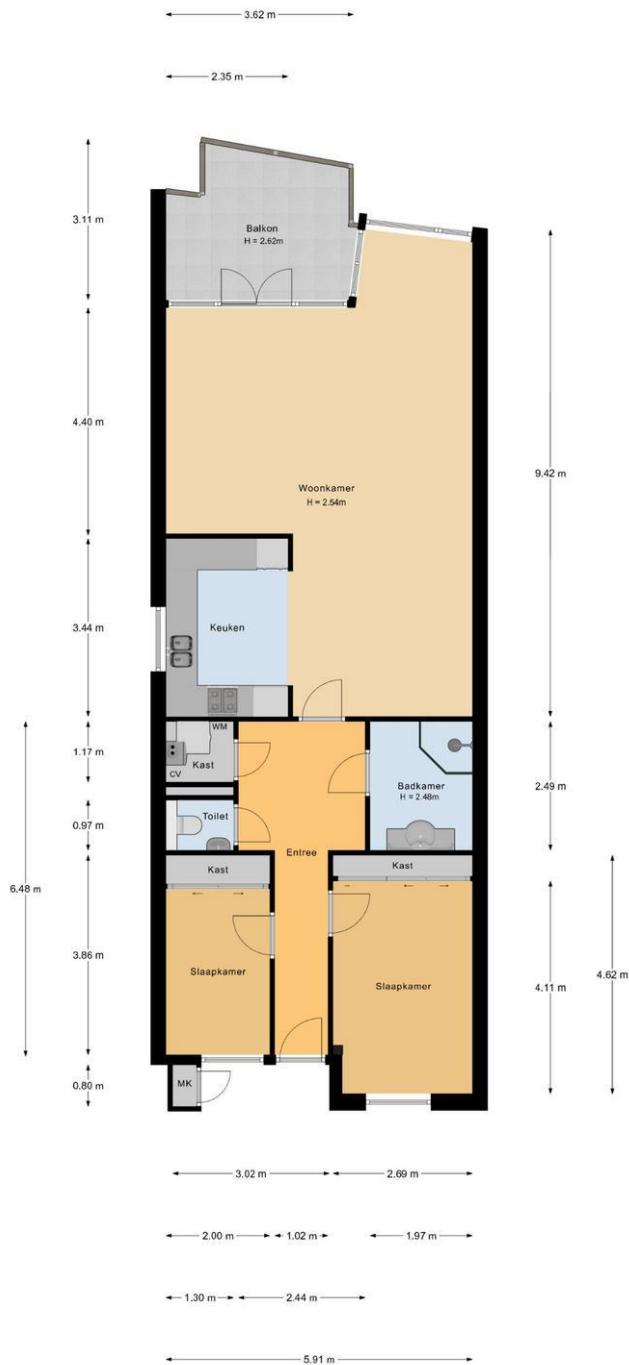 3.62 m
2.35 m
3.11 m
Balkon
H = 2.62m
4.40 m
9.42 m
Woonkamer
H = 2.54m
3.44 m
Keuken
WM
1.17 m
Kast
CV
Badkamer
H = 2.48m
2.49 m
0.97 m
Toilet
Entree
Kast
Kast
6.48 m
3.86 m
Slaapkamer
Slaapkamer
4.11 m
4.62 m
0.80 m
MK
3.02 m
2.69 m
2.00 m
1.02 m
1.97 m
1.30 m
2.44 m
5.91 m